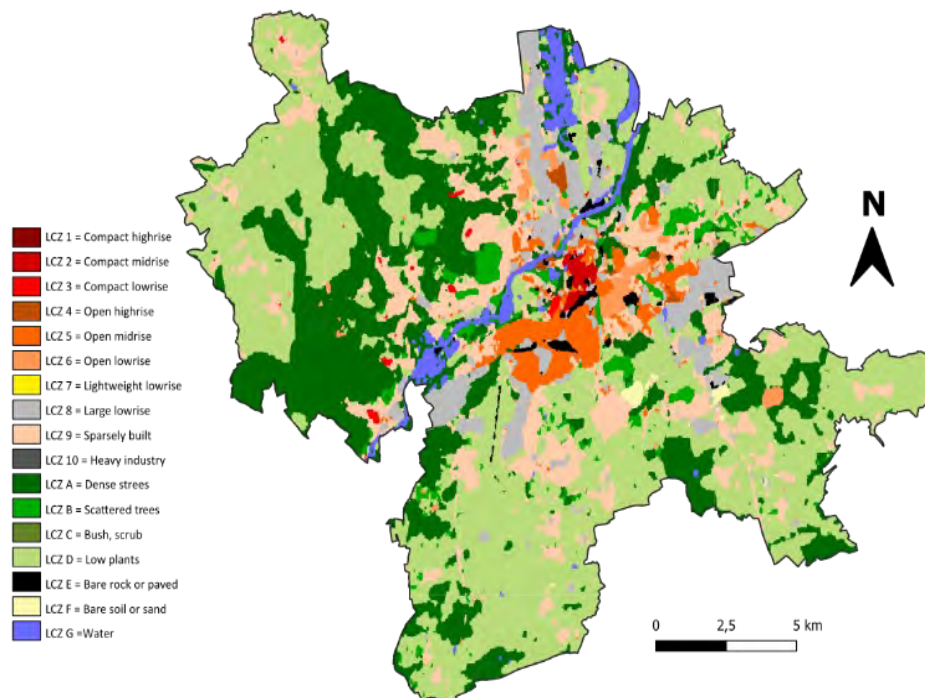 N
LCZ 1 = Compact highrise
LCZ 2 = Compact midrise
LCZ 3 = Compact lowrise
LCZ 4 = Open highrise
LCZ 5 = Open midrise
LCZ 6 = Open lowrise
LCZ 7 = Lightweight lowrise
LCZ 8 = Large lowrise
LCZ 9 = Sparsely built
LCZ 10 = Heavy industry
LCZ A = Dense strees
LCZ B = Scattered trees
LCZ C = Bush, scrub
LCZ D = Low plants
LCZ E = Bare rock or paved
LCZ F = Bare soil or sand
LCZ G =Water
0 2,5 5 km